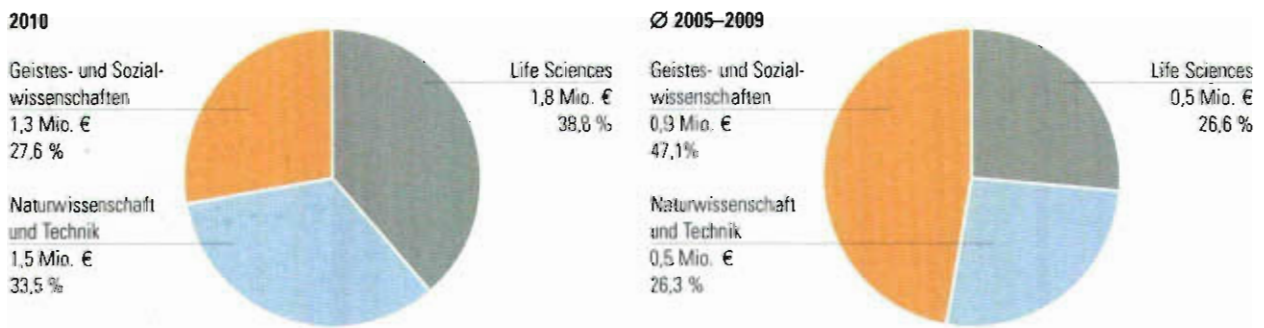 2010
Geistes- und Sozial-
wissenschaften
1,3 Mio. €
27,6 %
Naturwissenschaft
und Technik
1,5 Mio. €
33,5 %
Life Sciences
1,8 Mio. €
38,8 %
Ø 2005–2009
Geistes- und Sozial-
wissenschaften
0,9 Mio. €
47,1%
Naturwissenschaft
und Technik
0,5 Mio. €
26,3 %
Life Sciences
0,5 Mio. €
26,6 %